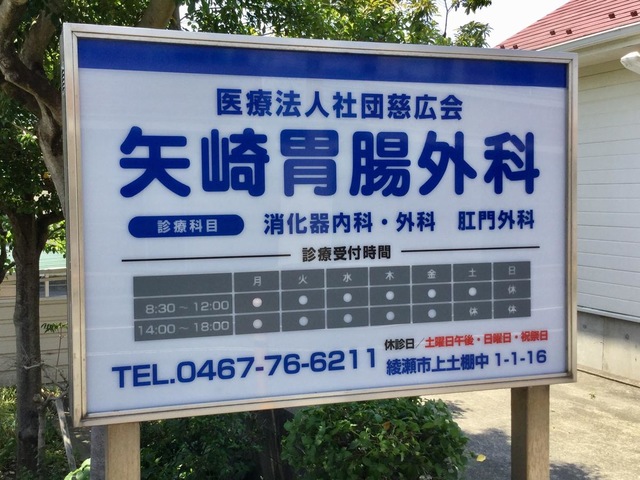 医療法人社団慈広会
矢崎胃腸外科
診療科目 消化器内科・外科 肛門外科
診療受付時間
月 火 水 木 金 土 日
8:30～12:00 ● ● ● ● ● ● 休
14:00～18:00 ● ● ● ● ● 休 休
休診日/土曜日午後・日曜日・祝祭日
TEL.0467-76-6211 綾瀬市上土棚中1-1-16